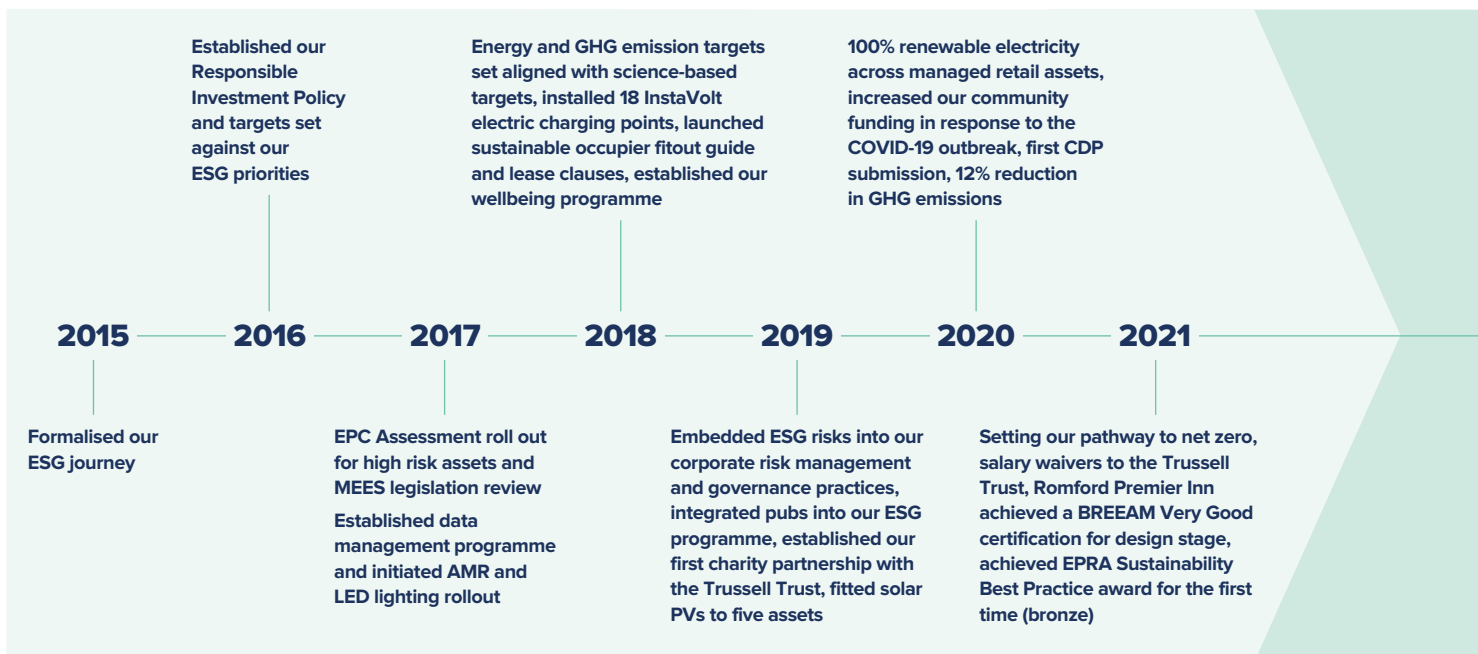 Established our
Responsible
Investment Policy
and targets set
against our
ESG priorities
Energy and GHG emission targets
set aligned with science-based
targets, installed 18 InstaVolt
electric charging points, launched
sustainable occupier fitout guide
and lease clauses, established our
wellbeing programme
100% renewable electricity
across managed retail assets,
increased our community
funding in response to the
COVID-19 outbreak, first CDP
submission, 12% reduction
in GHG emissions
2015
2016
2017
2018
2019
2020
2021
Formalised our
ESG journey
EPC Assessment roll out
for high risk assets and
MEES legislation review
Established data
management programme
and initiated AMR and
LED lighting rollout
Embedded ESG risks into our
corporate risk management
and governance practices,
integrated pubs into our ESG
programme, established our
first charity partnership with
the Trussell Trust, fitted solar
PVs to five assets
Setting our pathway to net zero,
salary waivers to the Trussell
Trust, Romford Premier Inn
achieved a BREEAM Very Good
certification for design stage,
achieved EPRA Sustainability
Best Practice award for the first
time (bronze)